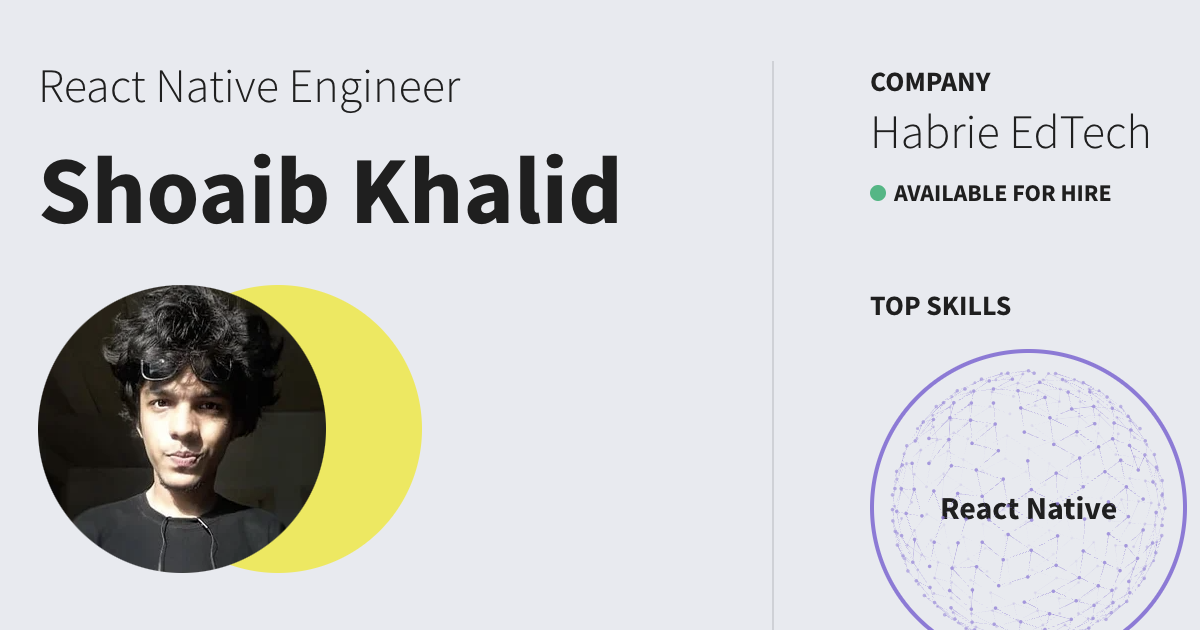 React Native Engineer
Shoaib Khalid
COMPANY
Habrie EdTech
AVAILABLE FOR HIRE
TOP SKILLS
React Native